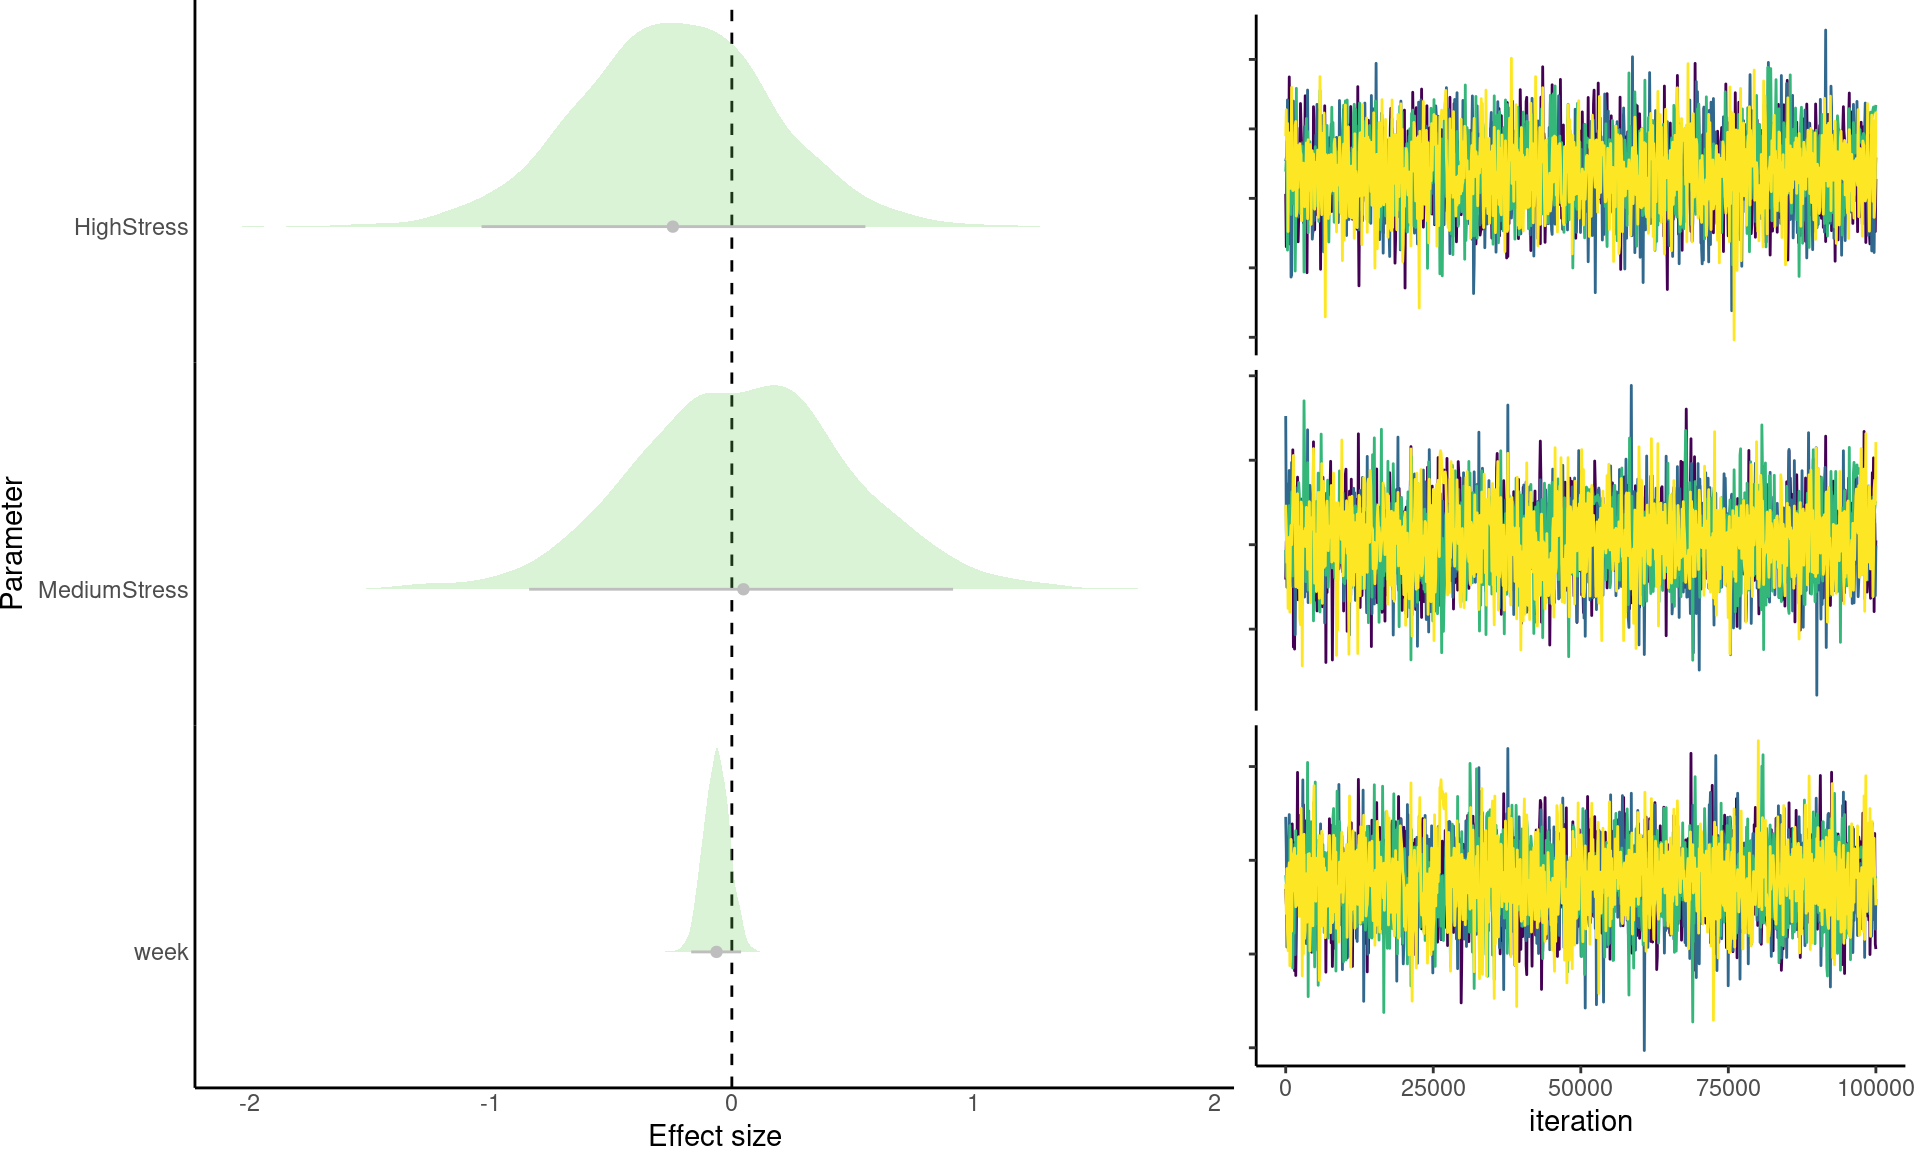 Parameter
HighStress
MediumStress
week
-2 -1 0 1 2
Effect size
0 25000 50000 75000 100000
iteration